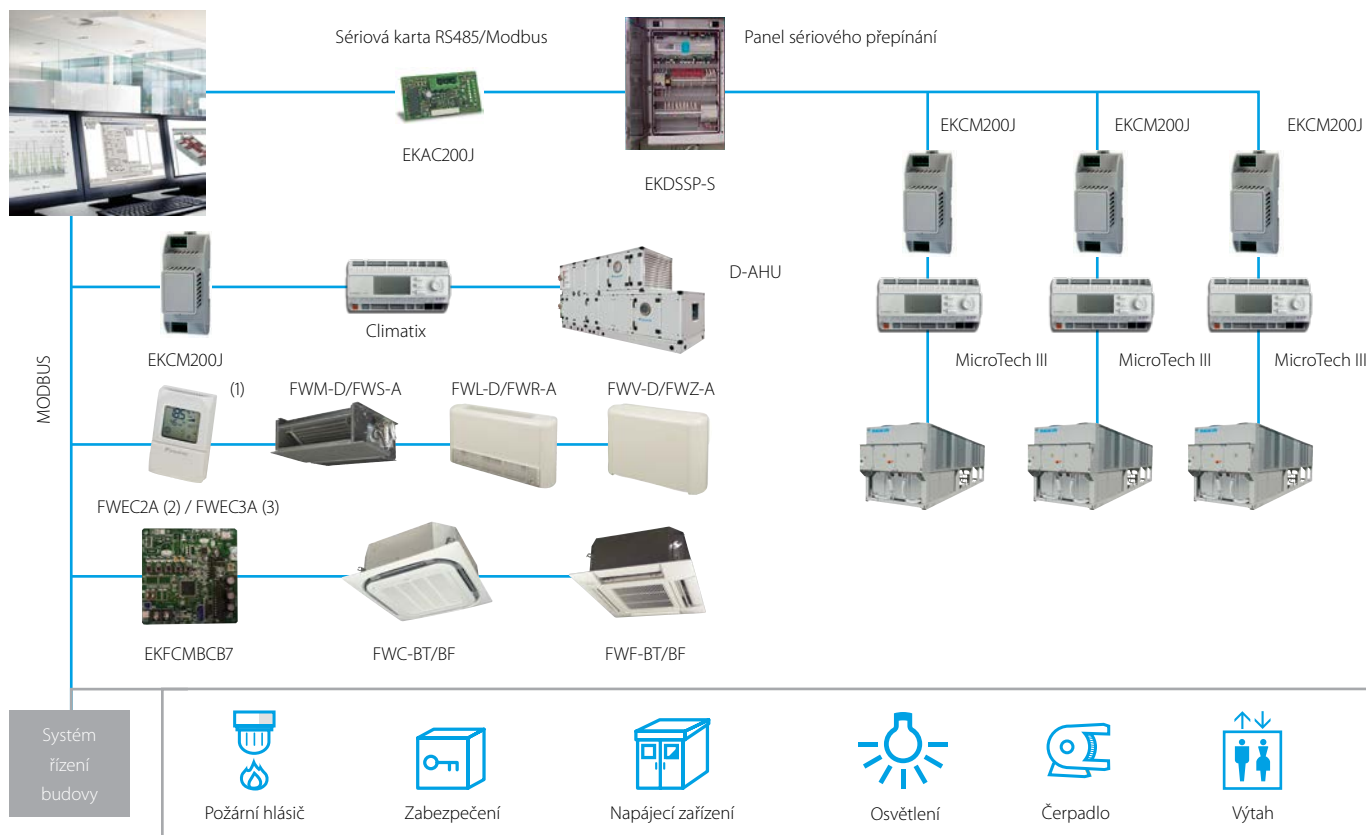 Sériová karta RS485/Modbus
Panel sériového přepínání
EKAC200J
EKDSSP-S
EKCM200J
EKCM200J
EKCM200J
D-AHU
Climatix
EKCM200J
MicroTech III
MicroTech III
MicroTech III
MODBUS
(1)
FWM-D/FWS-A
FWL-D/FWR-A
FWV-D/FWZ-A
FWEC2A (2) / FWEC3A (3)
EKFCMBCB7
FWC-BT/BF
FWF-BT/BF
Systém
řízení
budovy
Požární hlásič
Zabezpečení
Napájecí zařízení
Osvětlení
Čerpadlo
Výtah